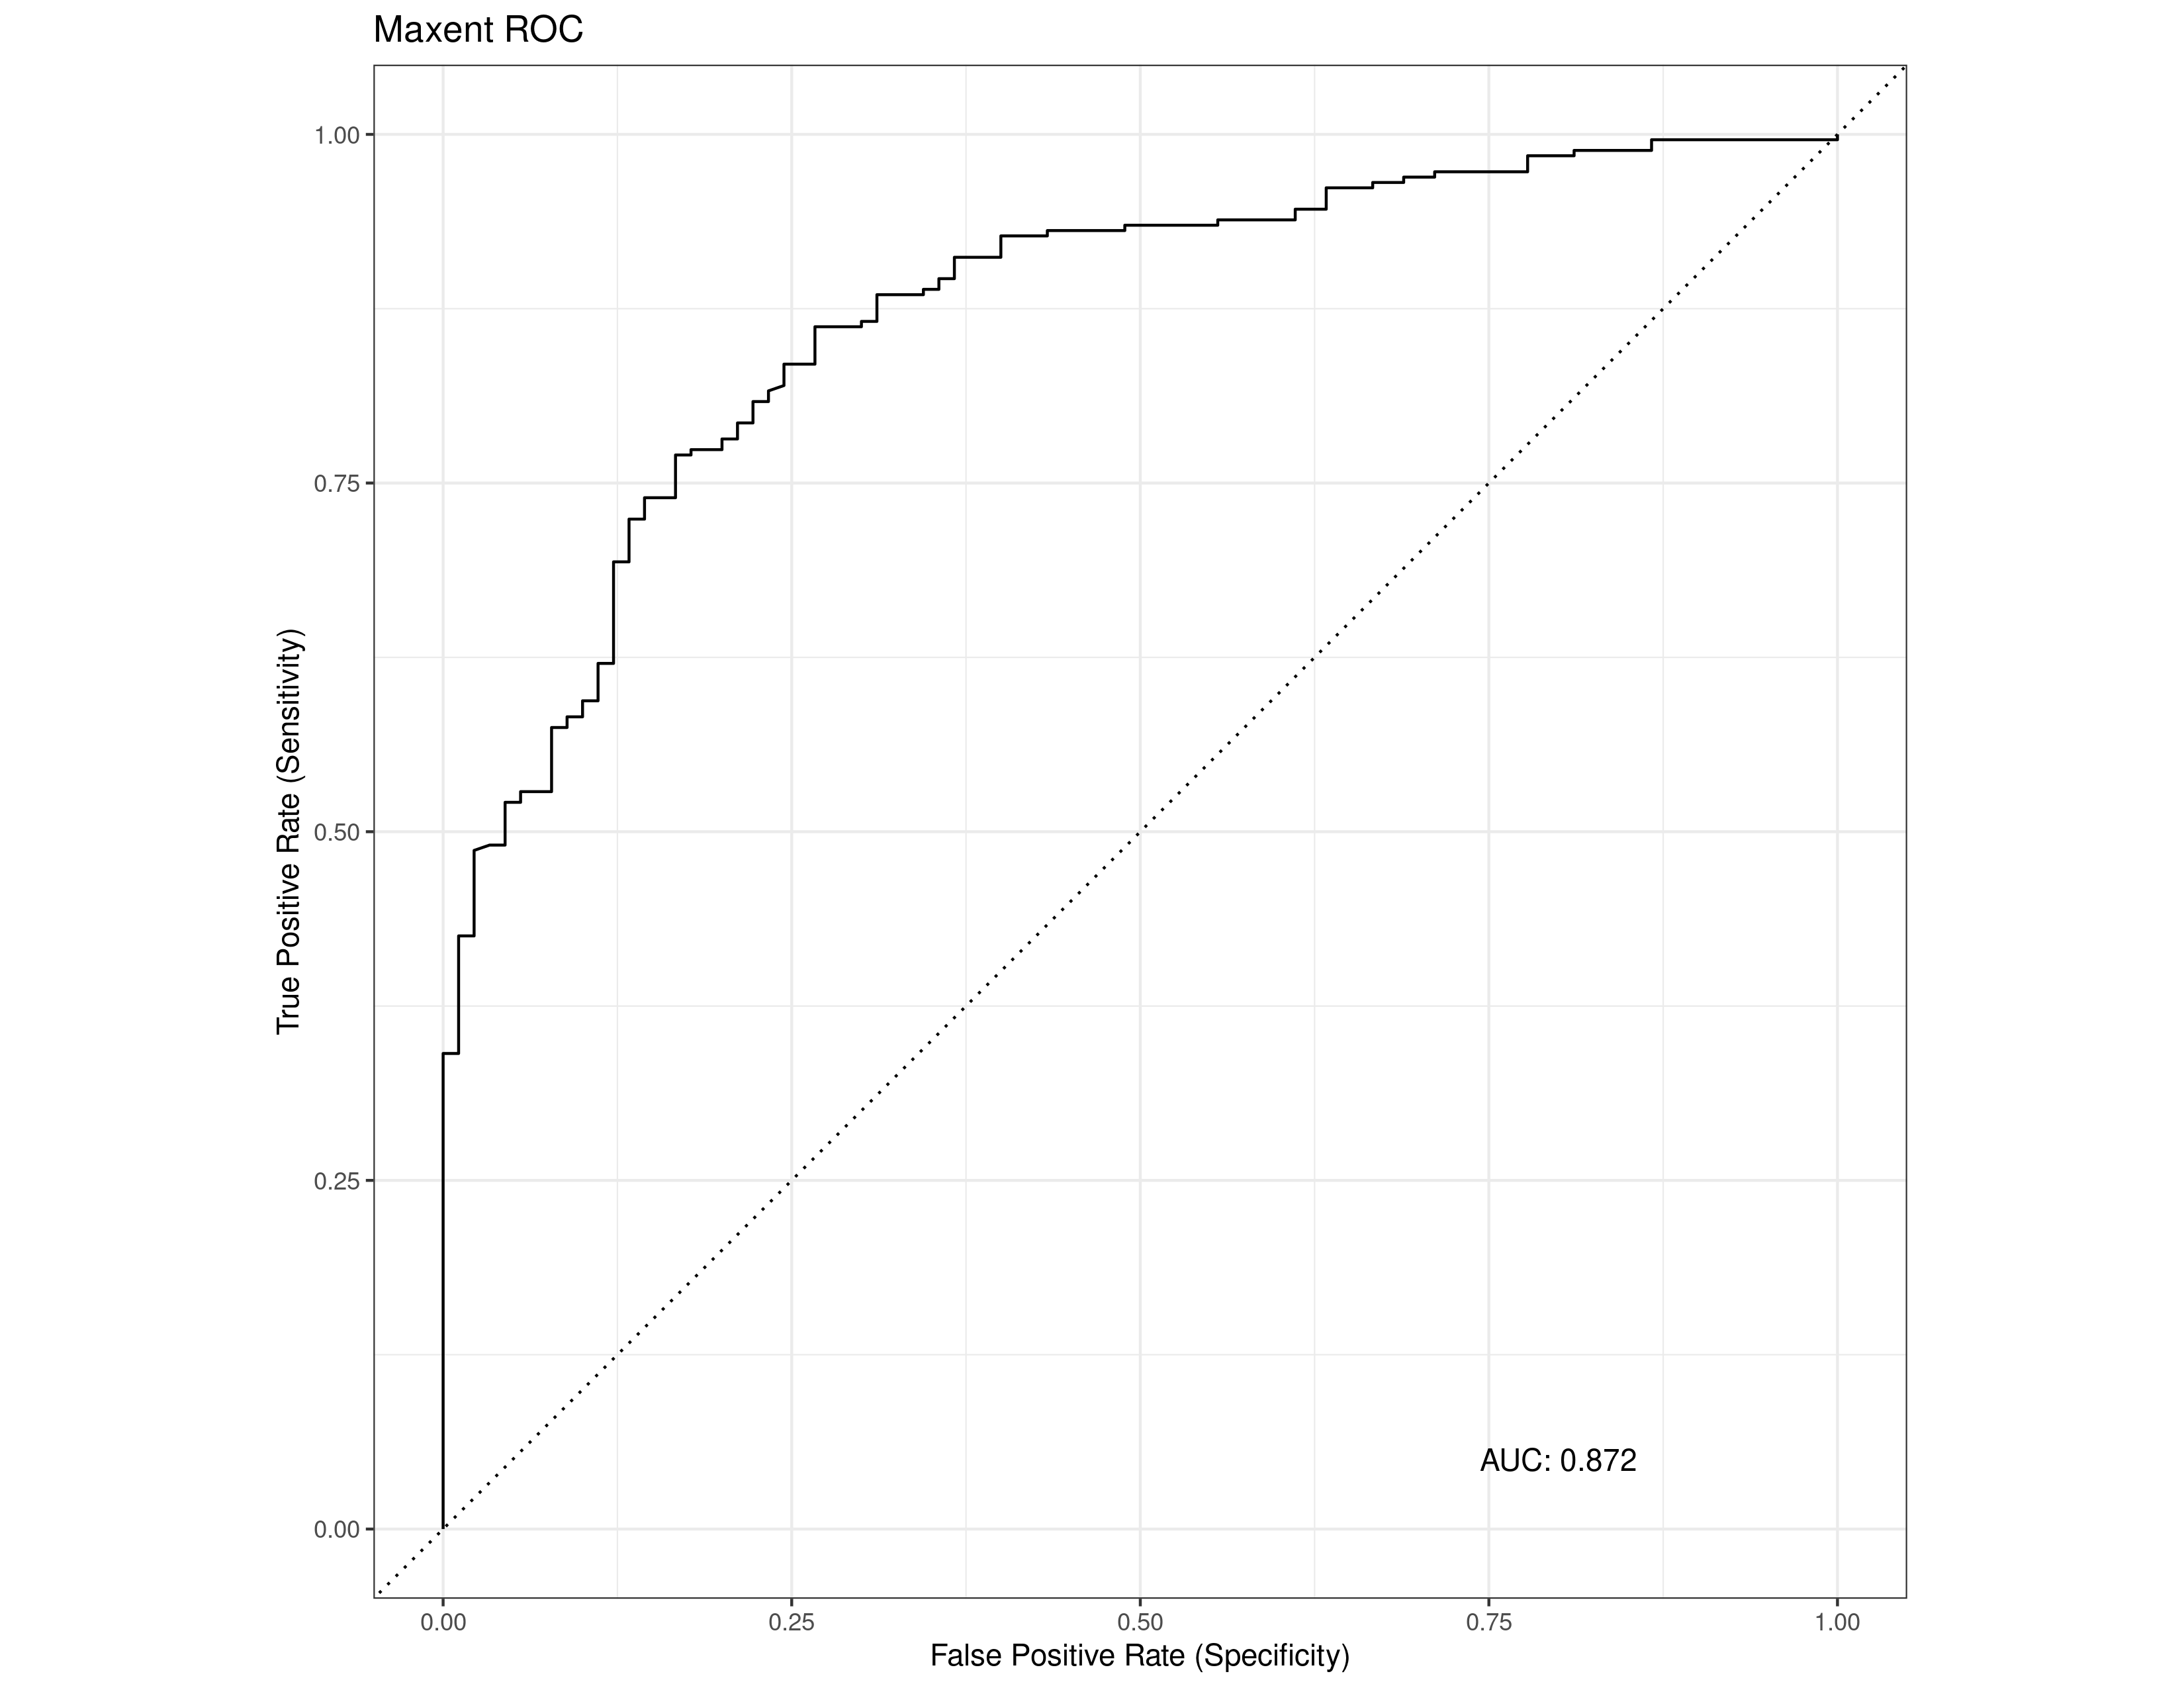 Maxent ROC
1.00
0.75
0.50
0.25
0.00
True Positive Rate (Sensitivity)
AUC: 0.872
0.00 0.25 0.50 0.75 1.00
False Positive Rate (Specificity)